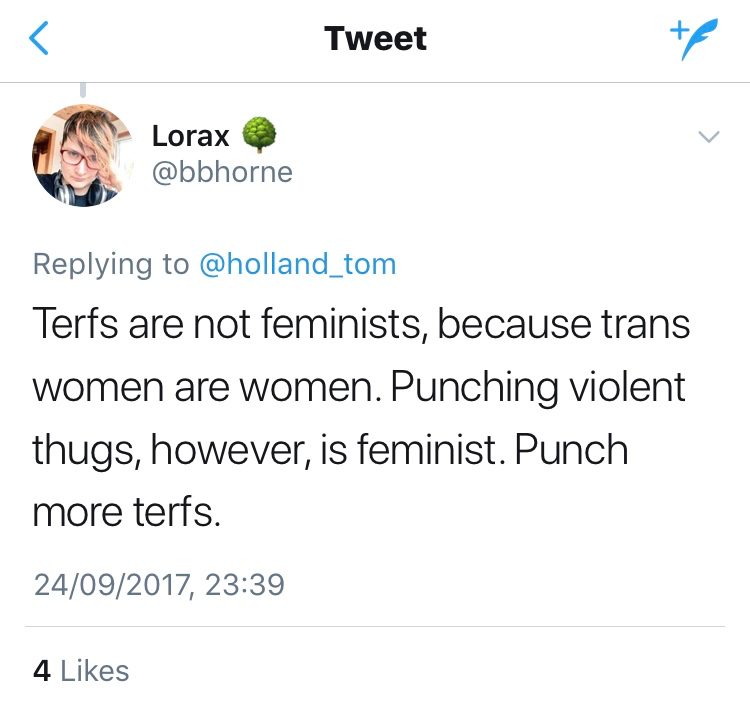 Tweet
Lorax 🌳
@bbhorne
Replying to @holland_tom
Terfs are not feminists, because trans
women are women. Punching violent
thugs, however, is feminist. Punch
more terfs.
24/09/2017, 23:39
4 Likes